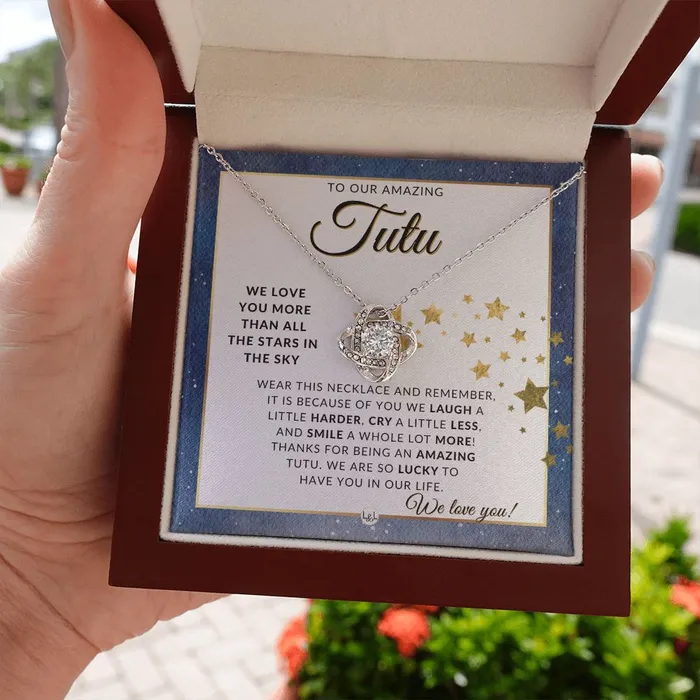 TO OUR AMAZING
Tutu
WE LOVE
YOU MORE
THAN ALL
THE STARS IN
THE SKY
WEAR THIS NECKLACE AND REMEMBER,
IT IS BECAUSE OF YOU WE LAUGH A
LITTLE HARDER, CRY A LITTLE LESS,
AND SMILE A WHOLE LOT MORE!
THANKS FOR BEING AN AMAZING
TUTU. WE ARE SO LUCKY TO
HAVE YOU IN OUR LIFE.
We love you!
L&L